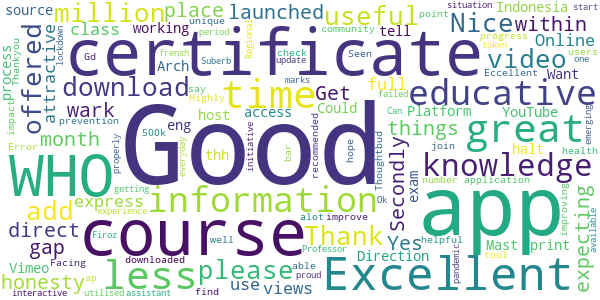 source million place launched useful Nice within Indonesia situation start
unique
lockdown class working tell point
period community Online progress
Regional token users
process Thankyou offered attractive certificate video
frensh check Seen
Gd Suberb update Eccellent Want one
download time educative
Arch Could full Platform YouTube
impact prevention wark Get marks
say Highly access things failed Can emerging
month eng host
Error 500k thh bar recommended great halt
WHO Good information knowledge join health
properly everyday initiative hope Thoughtbud
number application
add express Secondly exam app expecting improving
direct course Thank Ok
getting
gap Yes alot improve Mast print
experience
Firoz well Professor helpful
honesty Vimeo less please Direction pandemic available
Facing ap downloaded able proud Excellent tool
interactive utilised assistant find use views